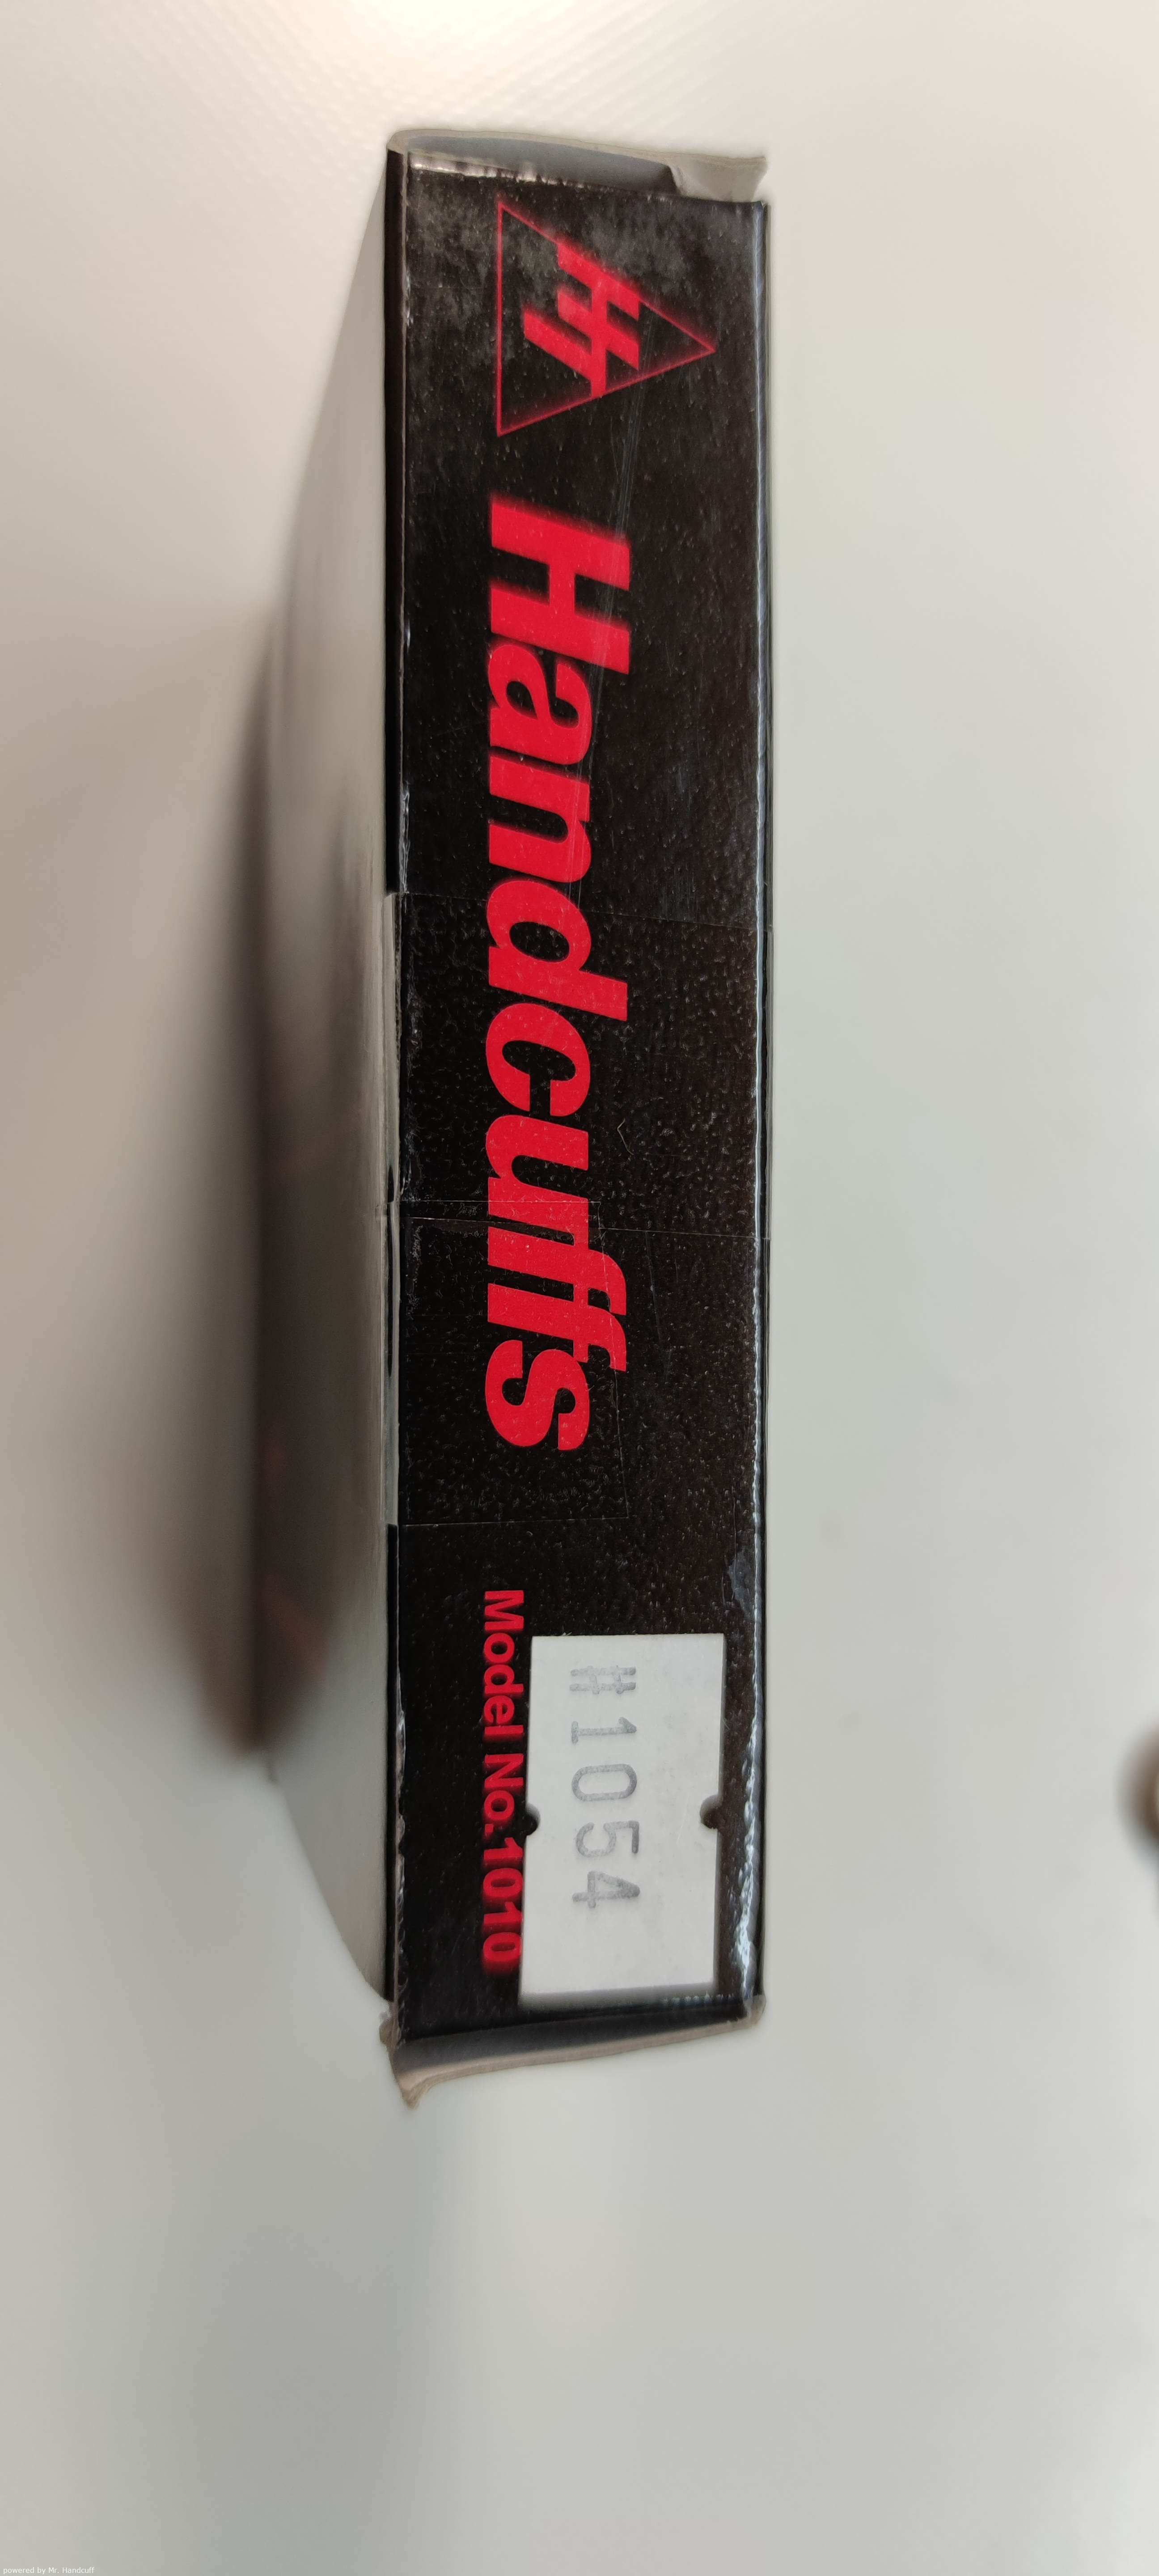 H
Handcuffs
Model No.1010
#1054
powered by Mr. Handcuff